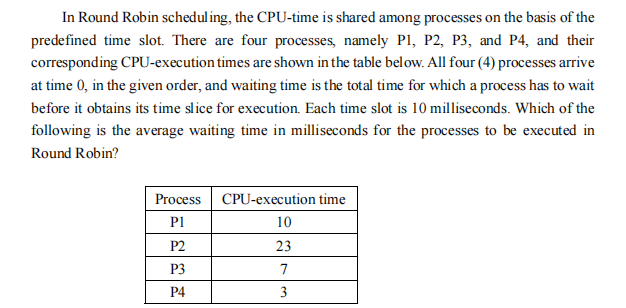 In Round Robin scheduling, the CPU-time is shared among processes on the basis of the
predefined time slot. There are four processes, namely P1, P2, P3, and P4, and their
corresponding CPU-execution times are shown in the table below. All four (4) processes arrive
at time 0, in the given order, and waiting time is the total time for which a process has to wait
before it obtains its time slice for execution. Each time slot is 10 milliseconds. Which of the
following is the average waiting time in milliseconds for the processes to be executed in
Round Robin?
Process CPU-execution time
P1 10
P2 23
P3 7
P4 3